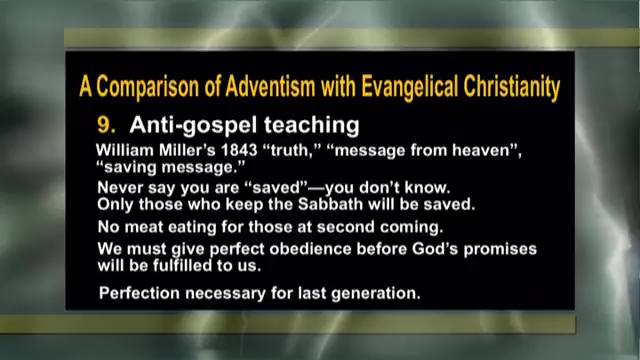 A Comparison of Adventism with Evangelical Christianity
9. Anti-gospel teaching
William Miller's 1843 “truth,” “message from heaven”,
“saving message.”
Never say you are “saved”—you don't know.
Only those who keep the Sabbath will be saved.
No meat eating for those at second coming.
We must give perfect obedience before God's promises
will be fulfilled to us.
Perfection necessary for last generation.